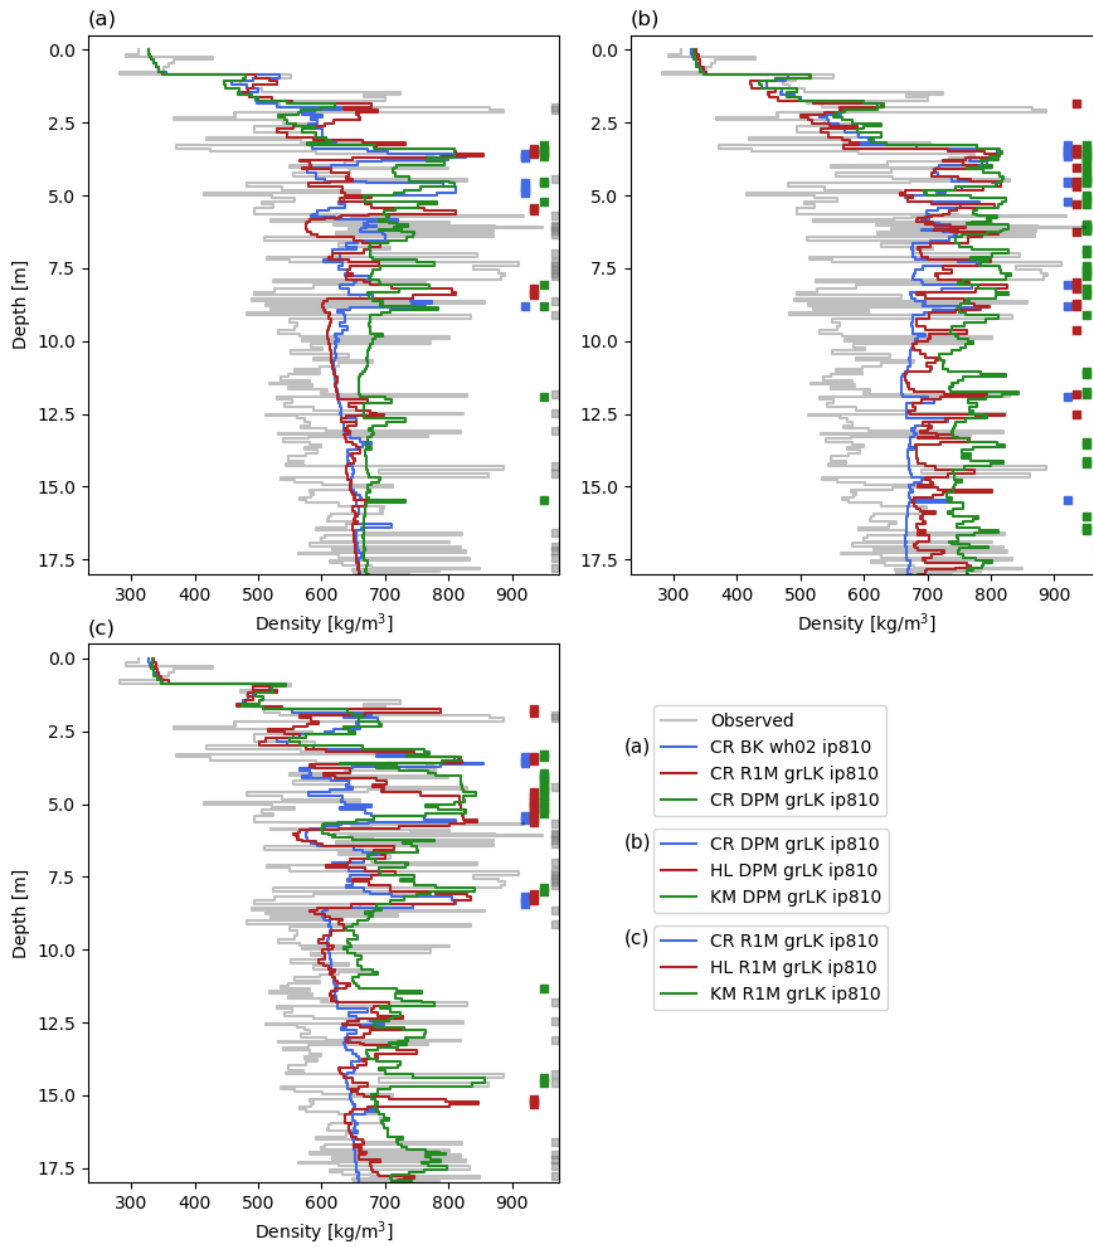 (a)
0.0
2.5
5.0
7.5
10.0
12.5
15.0
17.5
Depth [m]
300 400 500 600 700 800 900
Density [kg/m³]
(b)
0.0
2.5
5.0
7.5
10.0
12.5
15.0
17.5
300 400 500 600 700 800 900
Density [kg/m³]
(c)
0.0
2.5
5.0
7.5
10.0
12.5
15.0
17.5
Depth [m]
300 400 500 600 700 800 900
Density [kg/m³]
Observed
(a) CR BK wh02 ip810
CR R1M grLK ip810
CR DPM grLK ip810
(b) CR DPM grLK ip810
HL DPM grLK ip810
KM DPM grLK ip810
(c) CR R1M grLK ip810
HL R1M grLK ip810
KM R1M grLK ip810